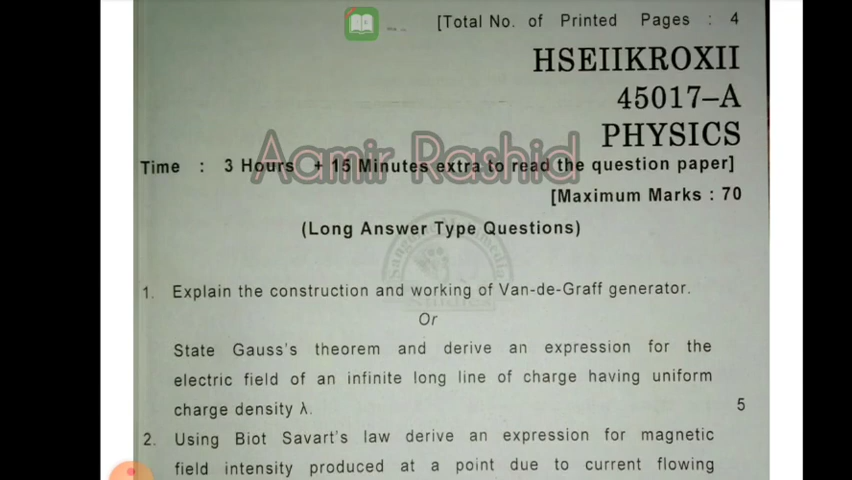 [Total No. of Printed Pages : 4
HSEIIKROXII
45017–A
PHYSICS
Aamir Rashid
Time : 3 Hours + 15 Minutes extra to read the question paper]
[Maximum Marks : 70
(Long Answer Type Questions)
1. Explain the construction and working of Van-de-Graff generator.
Or
State Gauss's theorem and derive an expression for the
electric field of an infinite long line of charge having uniform
charge density λ.
5
2. Using Biot Savart's law derive an expression for magnetic
field intensity produced at a point due to current flowing